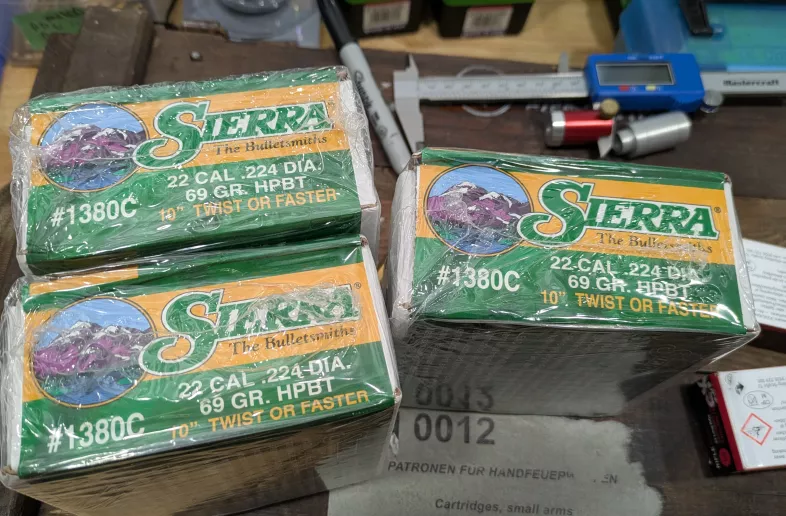 SIERRA
The Bulletsmiths
22 CAL .224 DIA.
69 GR. HPBT
#1380C
10" TWIST OR FASTER
SIERRA®
The Bulletsmiths
22 CAL .224 DIA.
69 GR. HPBT
#1380C
10" TWIST OR FASTER
SIERRA®
The Bulletsmiths
22 CAL .224 DIA.
69 GR. HPBT
#1380C
10" TWIST OR FASTER
Mastercraft
0012
PATRONEN FUR
Cartridges, small arms